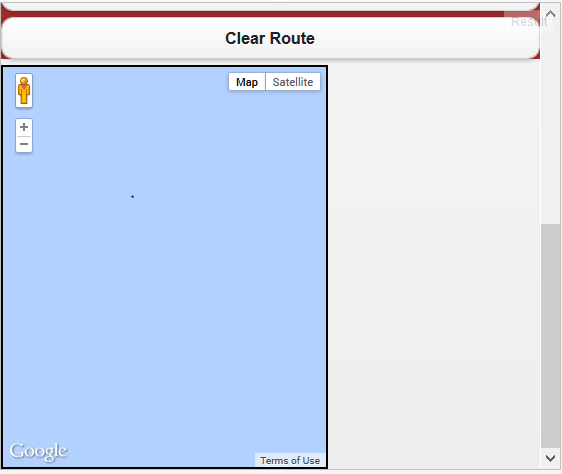 Result
Clear Route
Map Satellite
+
−
Google
Terms of Use